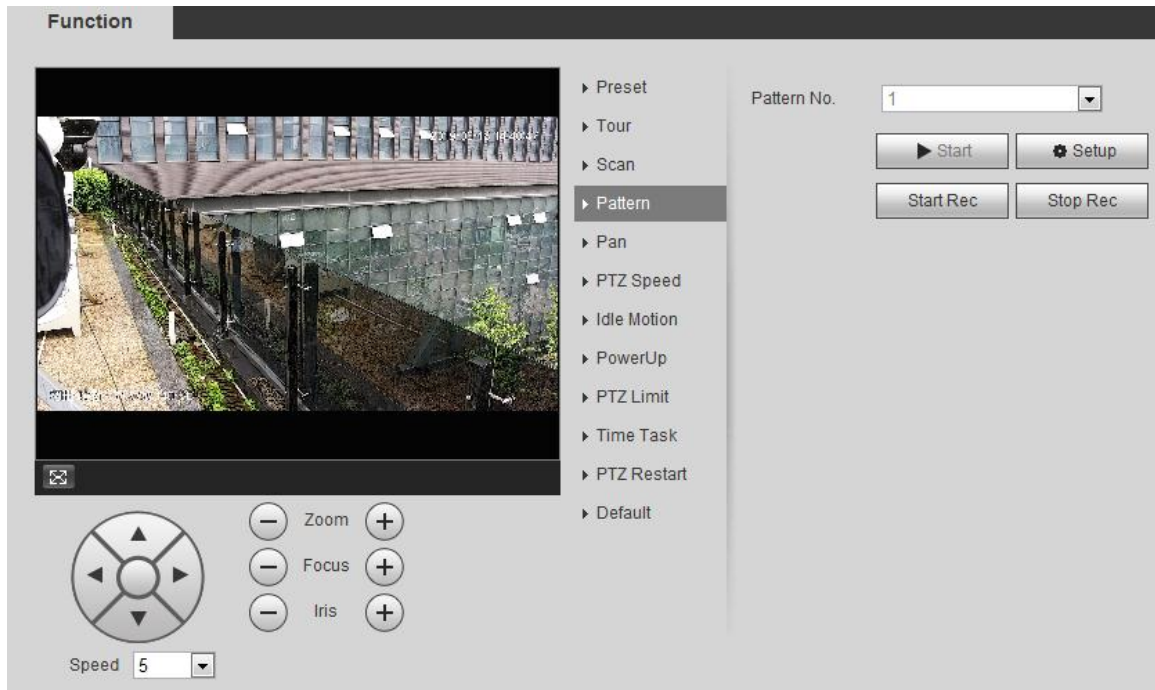 Function
Preset
Tour
Scan
Pattern
Pan
PTZ Speed
Idle Motion
PowerUp
PTZ Limit
Time Task
PTZ Restart
Default
Pattern No. 1
Start Setup
Start Rec Stop Rec
Zoom
Focus
Iris
Speed 5